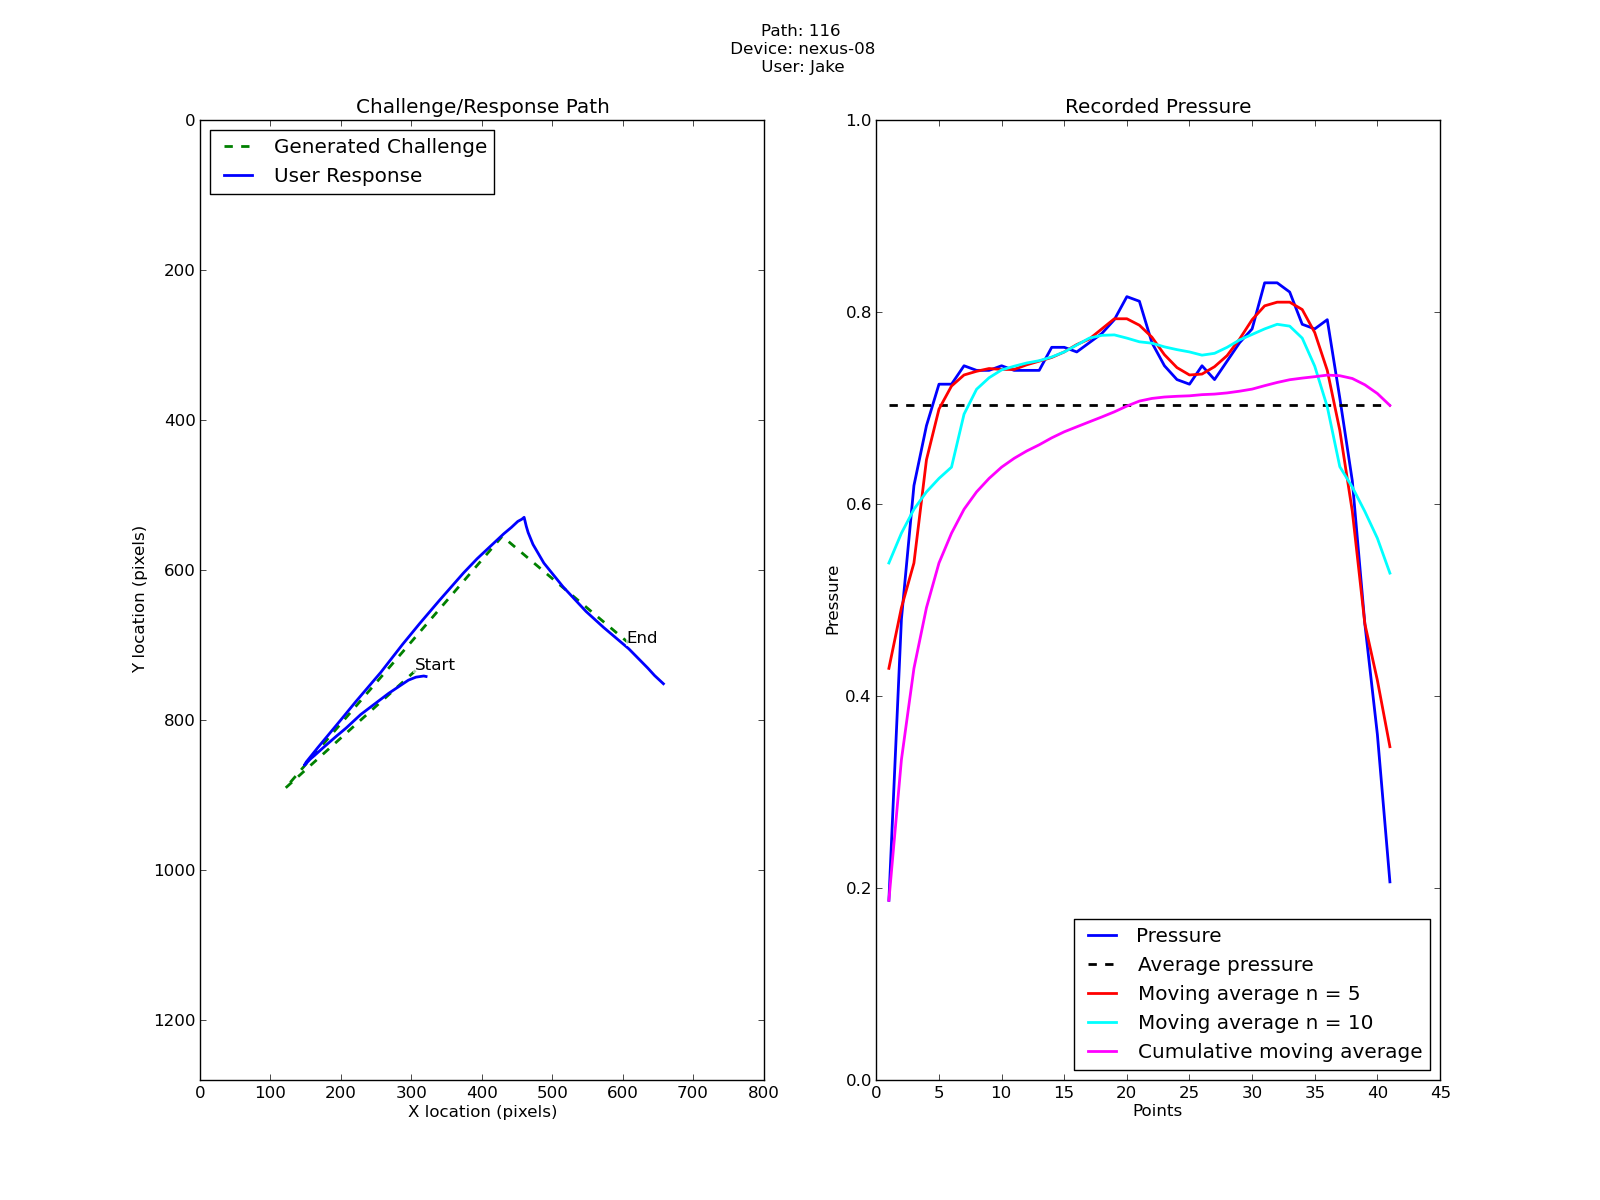 Path: 116
Device: nexus-08
User: Jake
Challenge/Response Path
Generated Challenge
User Response
0
200
400
600
800
1000
1200
Y location (pixels)
Start
End
0 100 200 300 400 500 600 700 800
X location (pixels)
Recorded Pressure
1.0
0.8
0.6
0.4
0.2
0.0
Pressure
Pressure
Average pressure
Moving average n = 5
Moving average n = 10
Cumulative moving average
0 5 10 15 20 25 30 35 40 45
Points